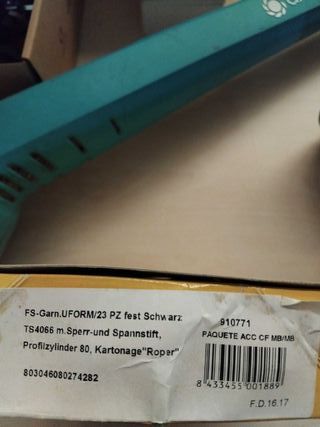 FS-Garn.UFORM/23 PZ fest Schwarz
TS4066 m.Sperr-und Spannstift,
Profilzylinder 80, Kartonage"Roper"
803046080274282
910771
PAQUETE ACC CF MB/MB
8 433455 001889
F.D.16.17